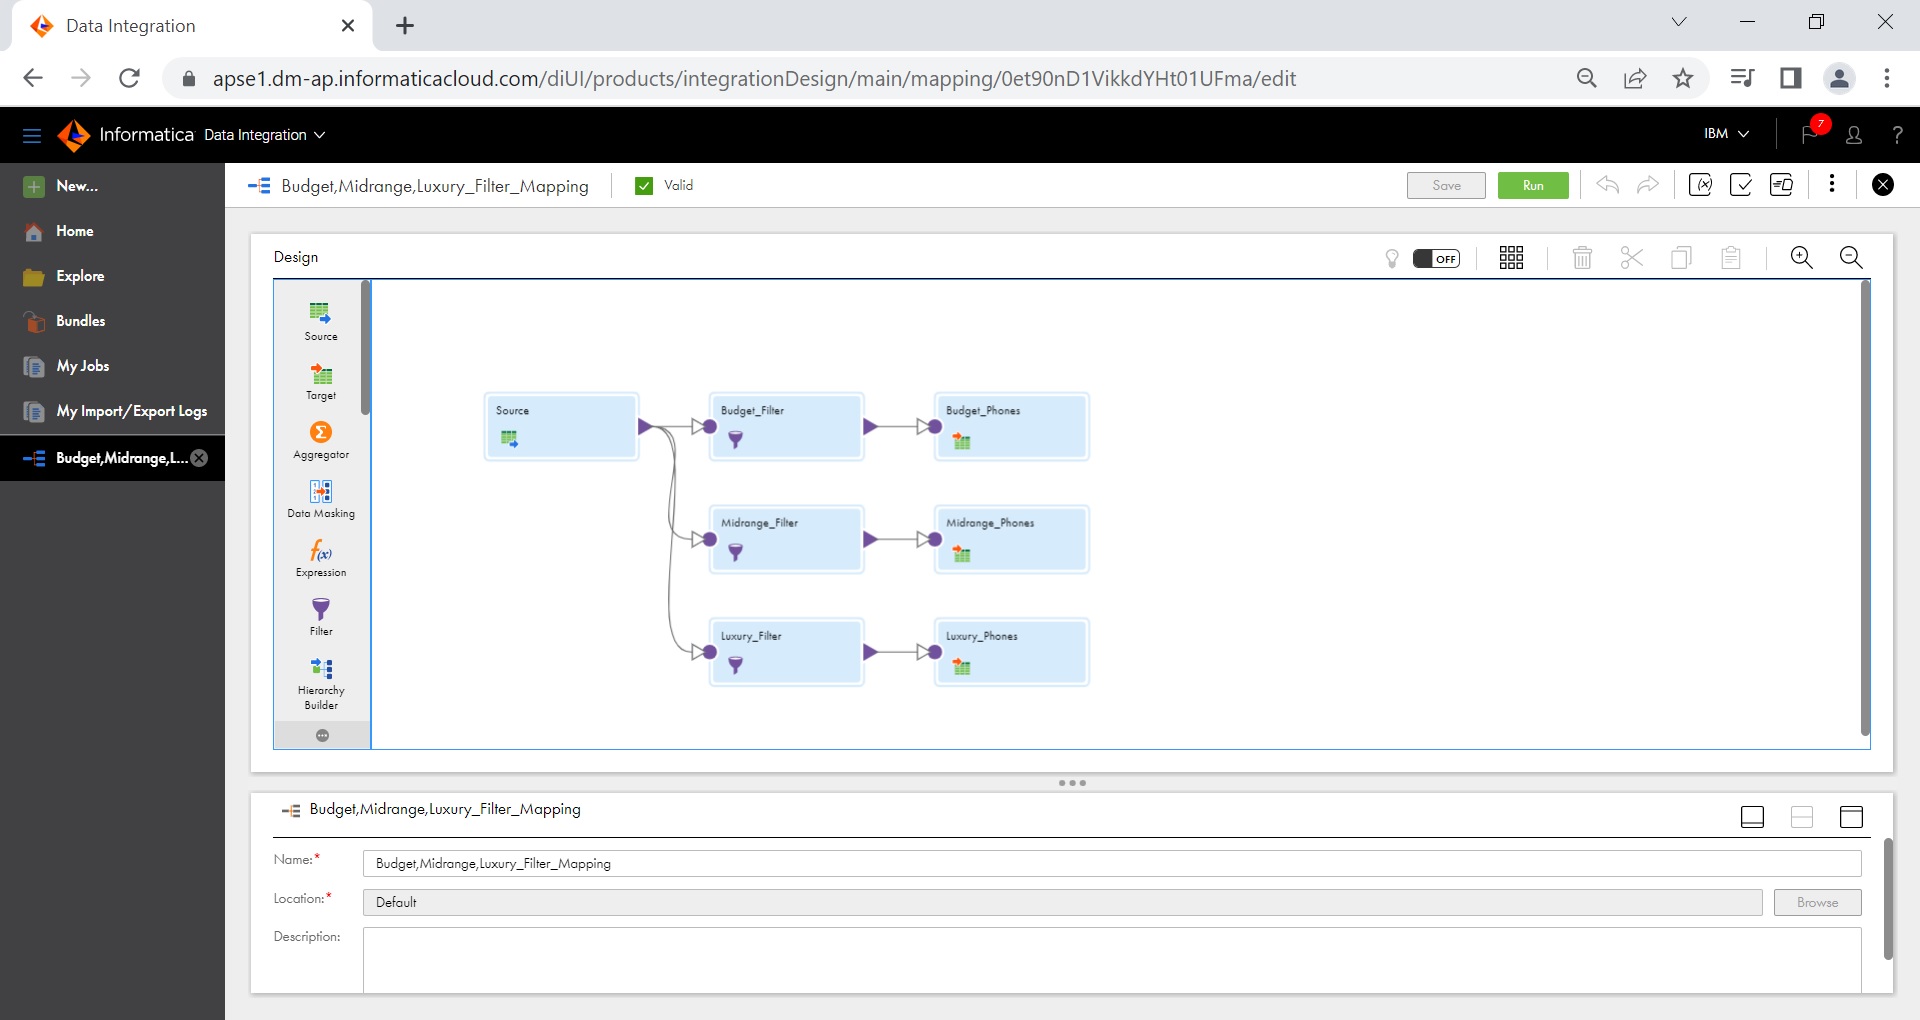 Data Integration
apse1.dm-ap.informaticacloud.com/diUI/products/integrationDesign/main/mapping/0et90nD1VikkdYHt01UFma/edit
Informatica Data Integration
IBM
7
?
New...
Home
Explore
Bundles
My Jobs
My Import/Export Logs
Budget,Midrange,L...
Budget,Midrange,Luxury_Filter_Mapping
Valid
Save
Run
Design
OFF
Source
Target
Aggregator
Data Masking
Expression
Filter
Hierarchy
Builder
Source
Budget_Filter
Budget_Phones
Midrange_Filter
Midrange_Phones
Luxury_Filter
Luxury_Phones
Budget,Midrange,Luxury_Filter_Mapping
Name:* Budget,Midrange,Luxury_Filter_Mapping
Location:* Default Browse
Description: